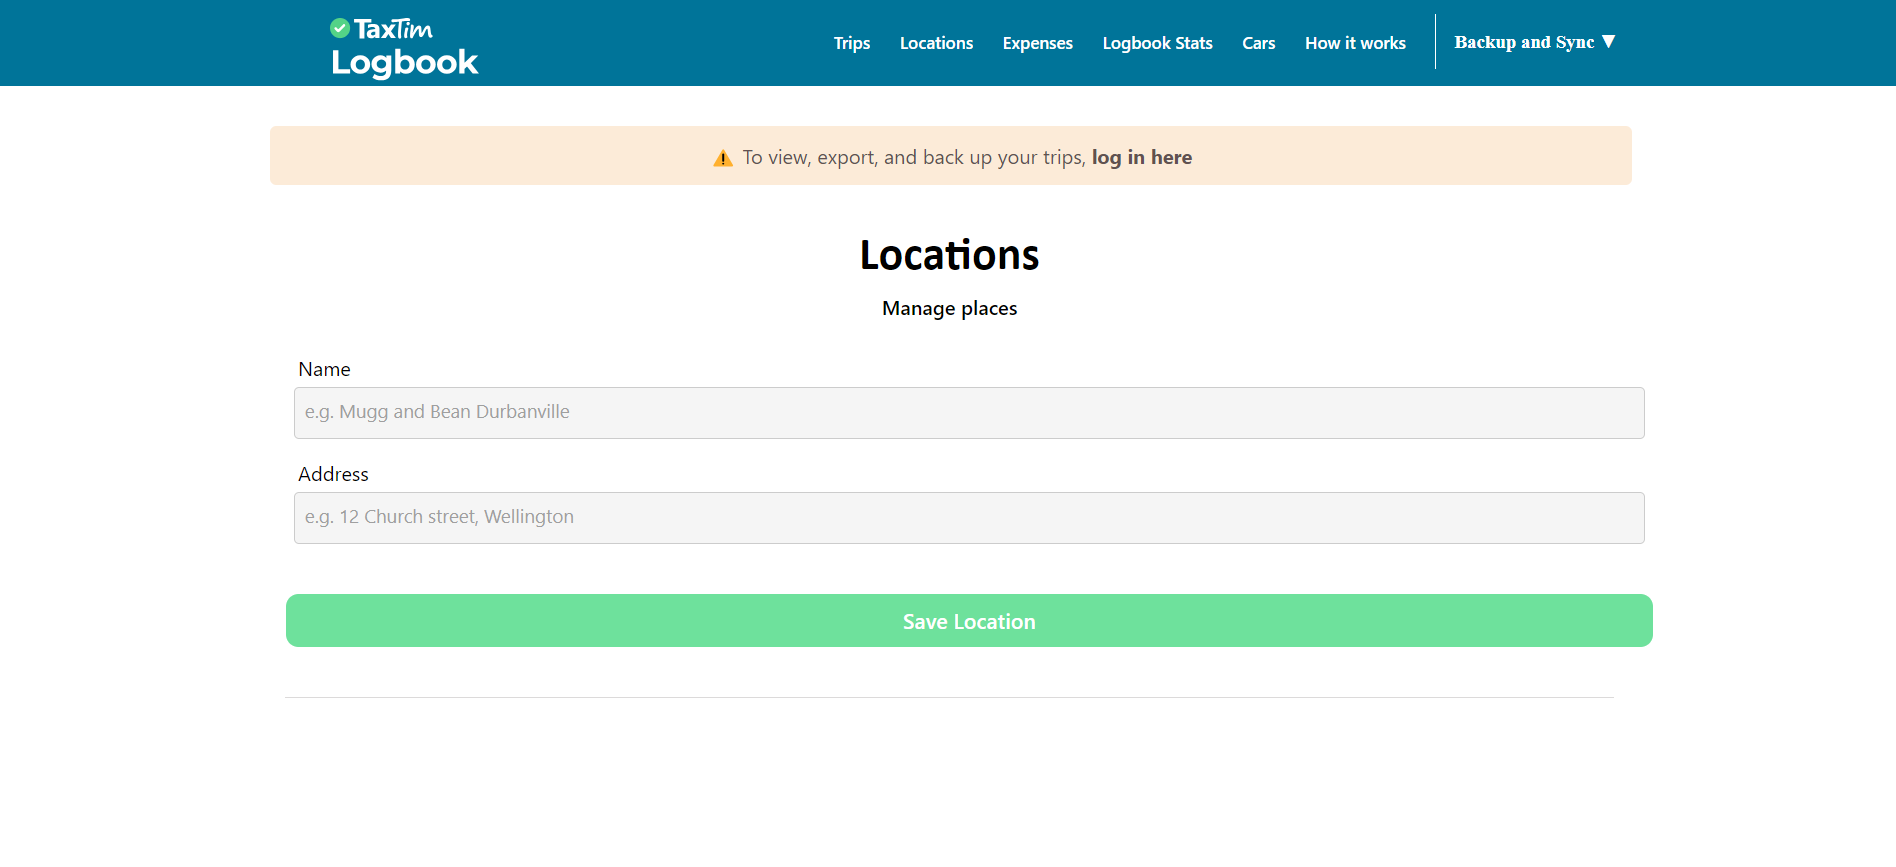 TaxTim
Logbook
Trips Locations Expenses Logbook Stats Cars How it works Backup and Sync ▼
⚠ To view, export, and back up your trips, log in here
Locations
Manage places
Name
e.g. Mugg and Bean Durbanville
Address
e.g. 12 Church street, Wellington
Save Location